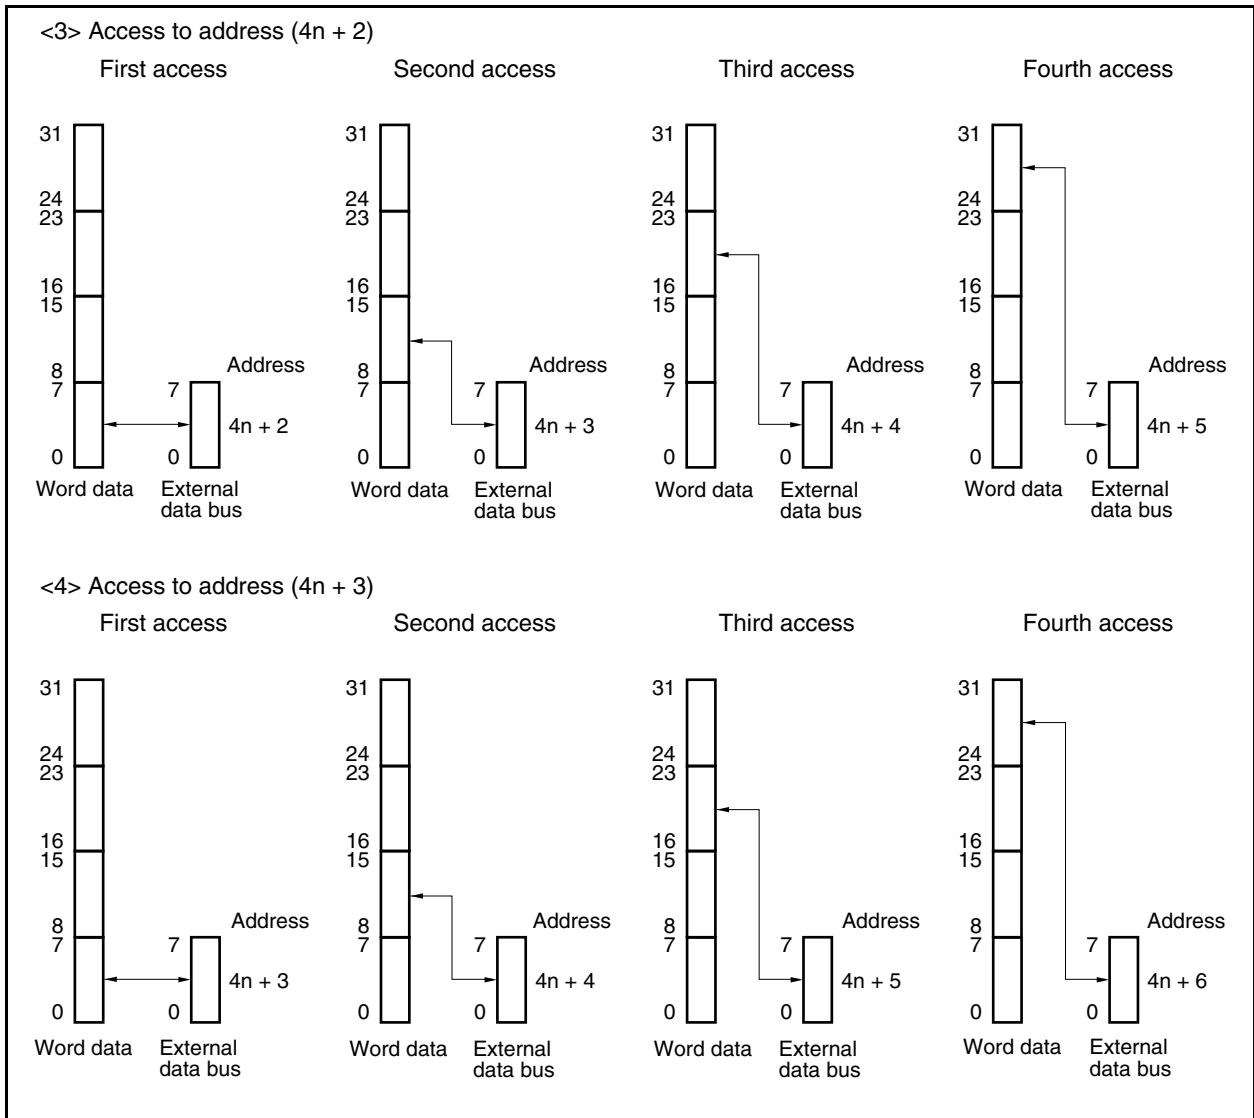 <3> Access to address (4n + 2)
First access
Second access
Third access
Fourth access
31
24
23
16
15
8
7
0
Address
7
4n + 2
0
Word data
External
data bus
31
24
23
16
15
8
7
0
Address
7
4n + 3
0
Word data
External
data bus
31
24
23
16
15
8
7
0
Address
7
4n + 4
0
Word data
External
data bus
31
24
23
16
15
8
7
0
Address
7
4n + 5
0
Word data
External
data bus
<4> Access to address (4n + 3)
First access
Second access
Third access
Fourth access
31
24
23
16
15
8
7
0
Address
7
4n + 3
0
Word data
External
data bus
31
24
23
16
15
8
7
0
Address
7
4n + 4
0
Word data
External
data bus
31
24
23
16
15
8
7
0
Address
7
4n + 5
0
Word data
External
data bus
31
24
23
16
15
8
7
0
Address
7
4n + 6
0
Word data
External
data bus